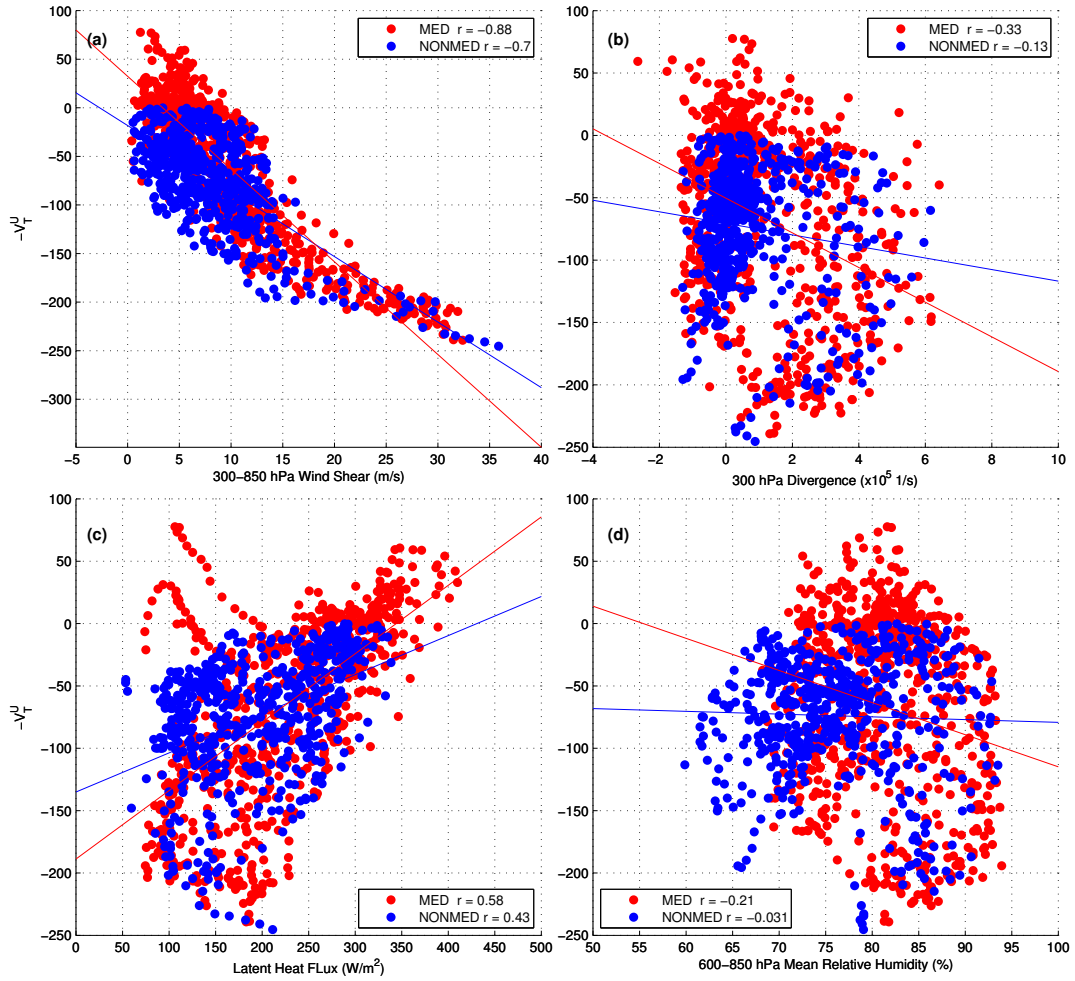 (a)
MED r = −0.88
NONMED r = −0.7
100
50
0
−50
−100
−150
−200
−250
−300
−V_T^U
−5 0 5 10 15 20 25 30 35 40
300−850 hPa Wind Shear (m/s)
(b)
MED r = −0.33
NONMED r = −0.13
100
50
0
−50
−100
−150
−200
−250
−4 −2 0 2 4 6 8 10
300 hPa Divergence (x10^5 1/s)
(c)
100
50
0
−50
−100
−150
−200
−250
−V_T^U
MED r = 0.58
NONMED r = 0.43
0 50 100 150 200 250 300 350 400 450 500
Latent Heat FLux (W/m²)
(d)
100
50
0
−50
−100
−150
−200
−250
MED r = −0.21
NONMED r = −0.031
50 55 60 65 70 75 80 85 90 95 100
600−850 hPa Mean Relative Humidity (%)